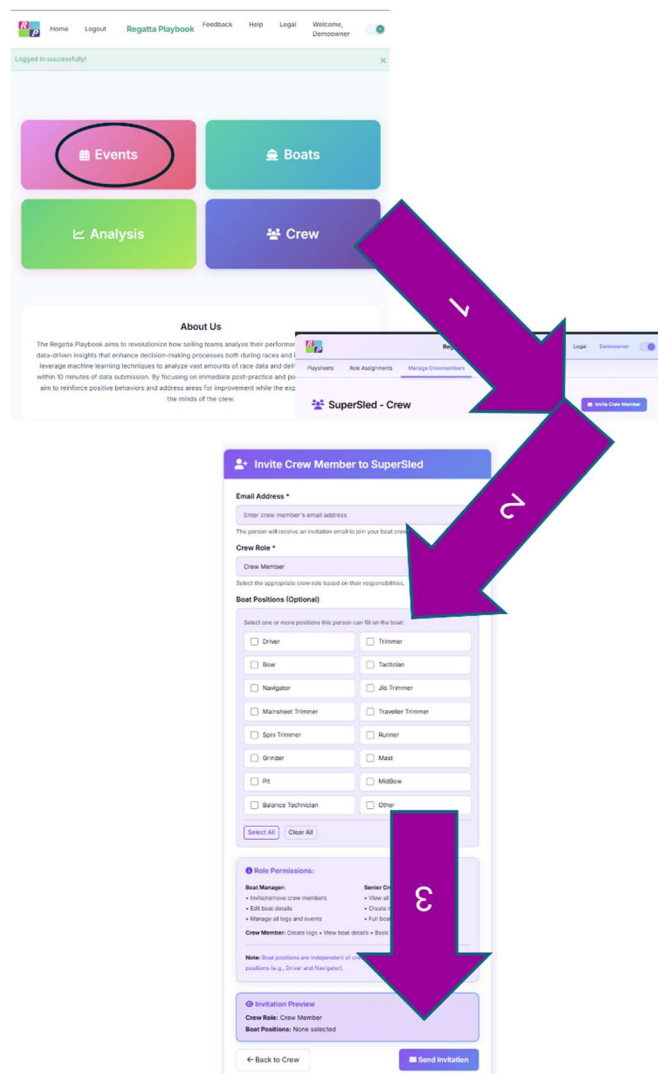 R P Home Logout Regatta Playbook Feedback Help Legal Welcome, Demoowner
Logged in successfully! ×
Events
Boats
Analysis
Crew
About Us
The Regatta Playbook aims to revolutionize how sailing teams analyze their
data-driven insights that enhance decision-making processes both during races and
leverage machine learning techniques to analyze vast amounts of race data and
within 10 minutes of data submission. By focusing on immediate post-practice and
aim to reinforce positive behaviors and address areas for improvement while the
the minds of the crew.
1
Legal Demoowner
Playsheets Role Assignments Manage Crewmembers
SuperSled - Crew
Invite Crew Member
2
Invite Crew Member to SuperSled
Email Address *
Enter crew member's email address
The person will receive an invitation email to join your boat
Crew Role *
Crew Member
Select the appropriate crew role based on their responsibilities.
Boat Positions (Optional)
Select one or more positions this person can fill on the boat:
Driver Trimmer
Bow Tactician
Navigator Jib Trimmer
Mainsheet Trimmer Traveller Trimmer
Spin Trimmer Runner
Grinder Mast
Pit MidBow
Balance Technician Other
Select All Clear All
3
Role Permissions:
Boat Manager: Senior
• Invite/remove crew members • View all
• Edit boat details • Create
• Manage all logs and events • Full
Crew Member: Create logs • View boat details • Basic
Note: Boat positions are independent of
positions (e.g., Driver and Navigator).
Invitation Preview
Crew Role: Crew Member
Boat Positions: None selected
← Back to Crew Send Invitation